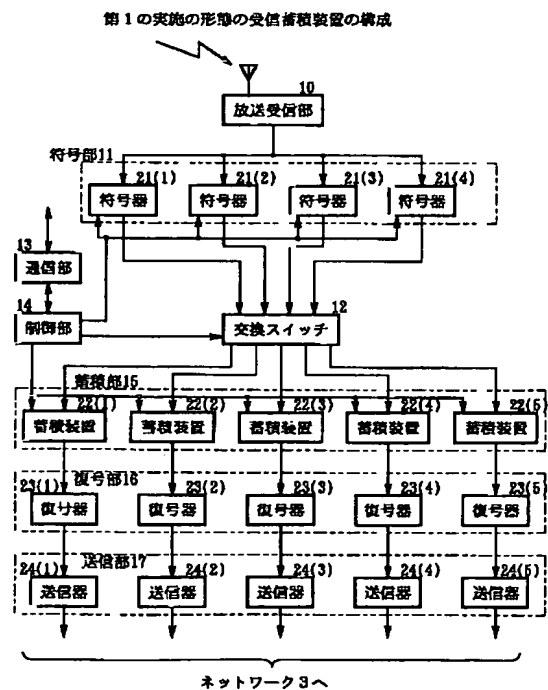 第1の実施の形態の受信蓄積装置の構成
10
放送受信部
符号部11
21(1) 21(2) 21(3) 21(4)
符号器 符号器 符号器 符号器
13
通信部
14 12
制御部 交換スイッチ
蓄積部15
22(1) 22(2) 22(3) 22(4) 22(5)
蓄積装置 蓄積装置 蓄積装置 蓄積装置 蓄積装置
復号部16
23(1) 23(2) 23(3) 23(4) 23(5)
復号器 復号器 復号器 復号器 復号器
送信部17
24(1) 24(2) 24(3) 24(4) 24(5)
送信器 送信器 送信器 送信器 送信器
ネットワーク3へ